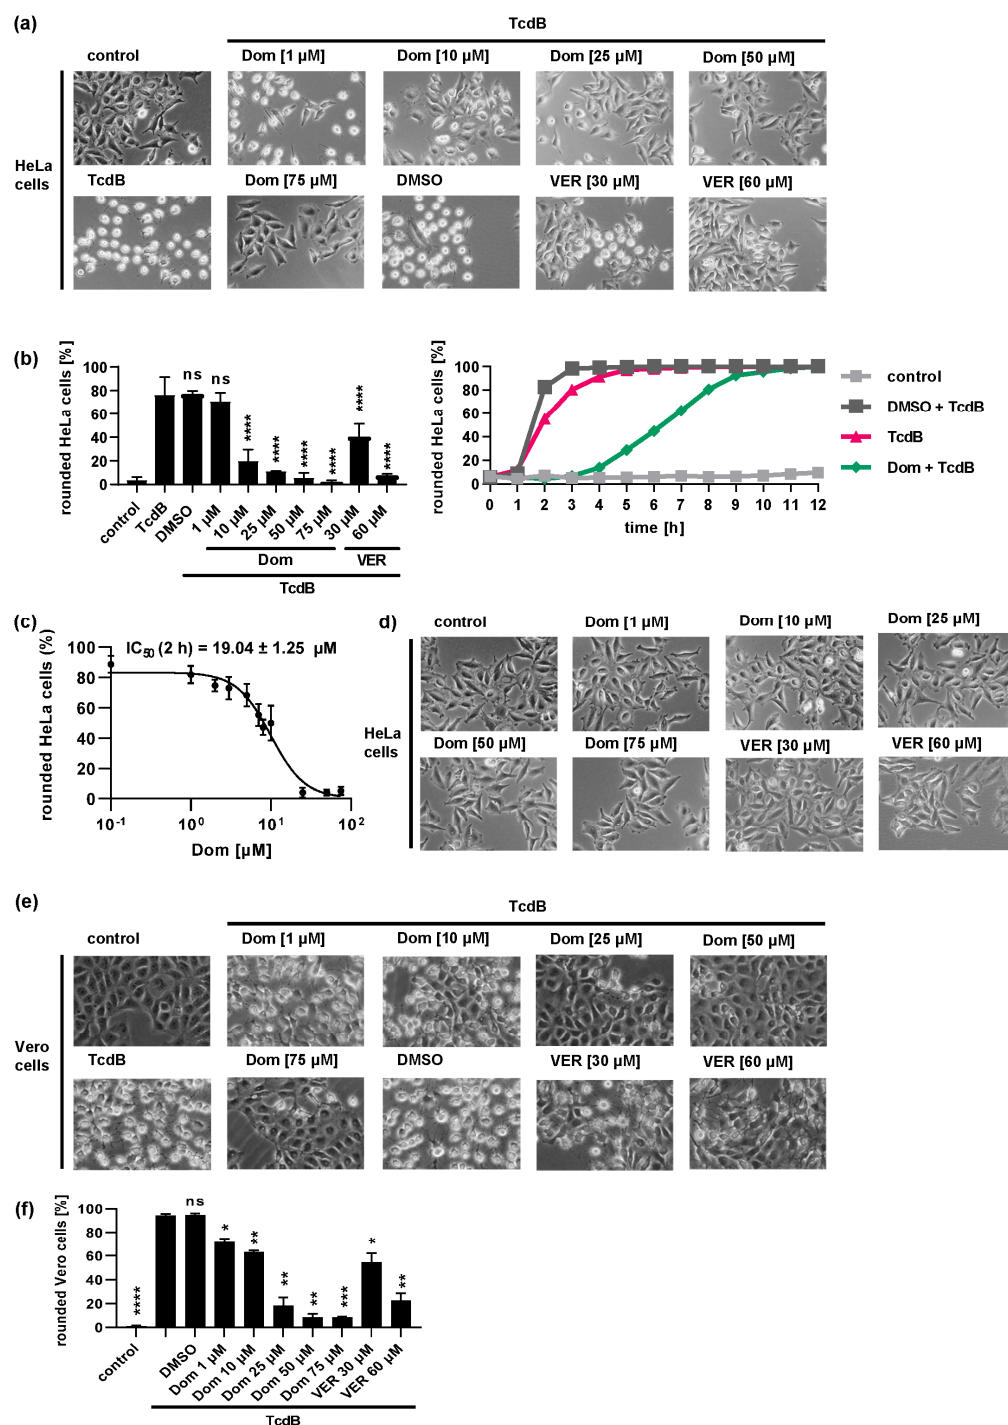 (a)
TcdB
control
Dom [1 µM]
Dom [10 µM]
Dom [25 µM]
Dom [50 µM]
HeLa
cells
TcdB
Dom [75 µM]
DMSO
VER [30 µM]
VER [60 µM]
(b)
rounded HeLa cells [%]
100
80
60
40
20
0
ns
ns
****
****
****
****
****
****
control
TcdB
DMSO
1 µM
10 µM
25 µM
50 µM
75 µM
30 µM
60 µM
Dom
VER
TcdB
rounded HeLa cells [%]
100
80
60
40
20
0
0 1 2 3 4 5 6 7 8 9 10 11 12
time [h]
control
DMSO + TcdB
TcdB
Dom + TcdB
(c)
rounded HeLa cells (%)
100
80
60
40
20
0
IC50 (2 h) = 19.04 ± 1.25 µM
10-1
100
101
102
Dom [µM]
d)
control
Dom [1 µM]
Dom [10 µM]
Dom [25 µM]
HeLa
cells
Dom [50 µM]
Dom [75 µM]
VER [30 µM]
VER [60 µM]
(e)
TcdB
control
Dom [1 µM]
Dom [10 µM]
Dom [25 µM]
Dom [50 µM]
Vero
cells
TcdB
Dom [75 µM]
DMSO
VER [30 µM]
VER [60 µM]
(f)
rounded Vero cells [%]
100
80
60
40
20
0
****
ns
*
**
**
**
***
*
**
control
DMSO
Dom 1 µM
Dom 10 µM
Dom 25 µM
Dom 50 µM
Dom 75 µM
VER 30 µM
VER 60 µM
TcdB